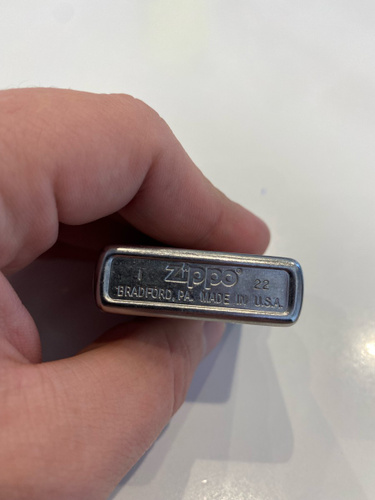 I zippo 22
BRADFORD, PA. MADE IN U.S.A.